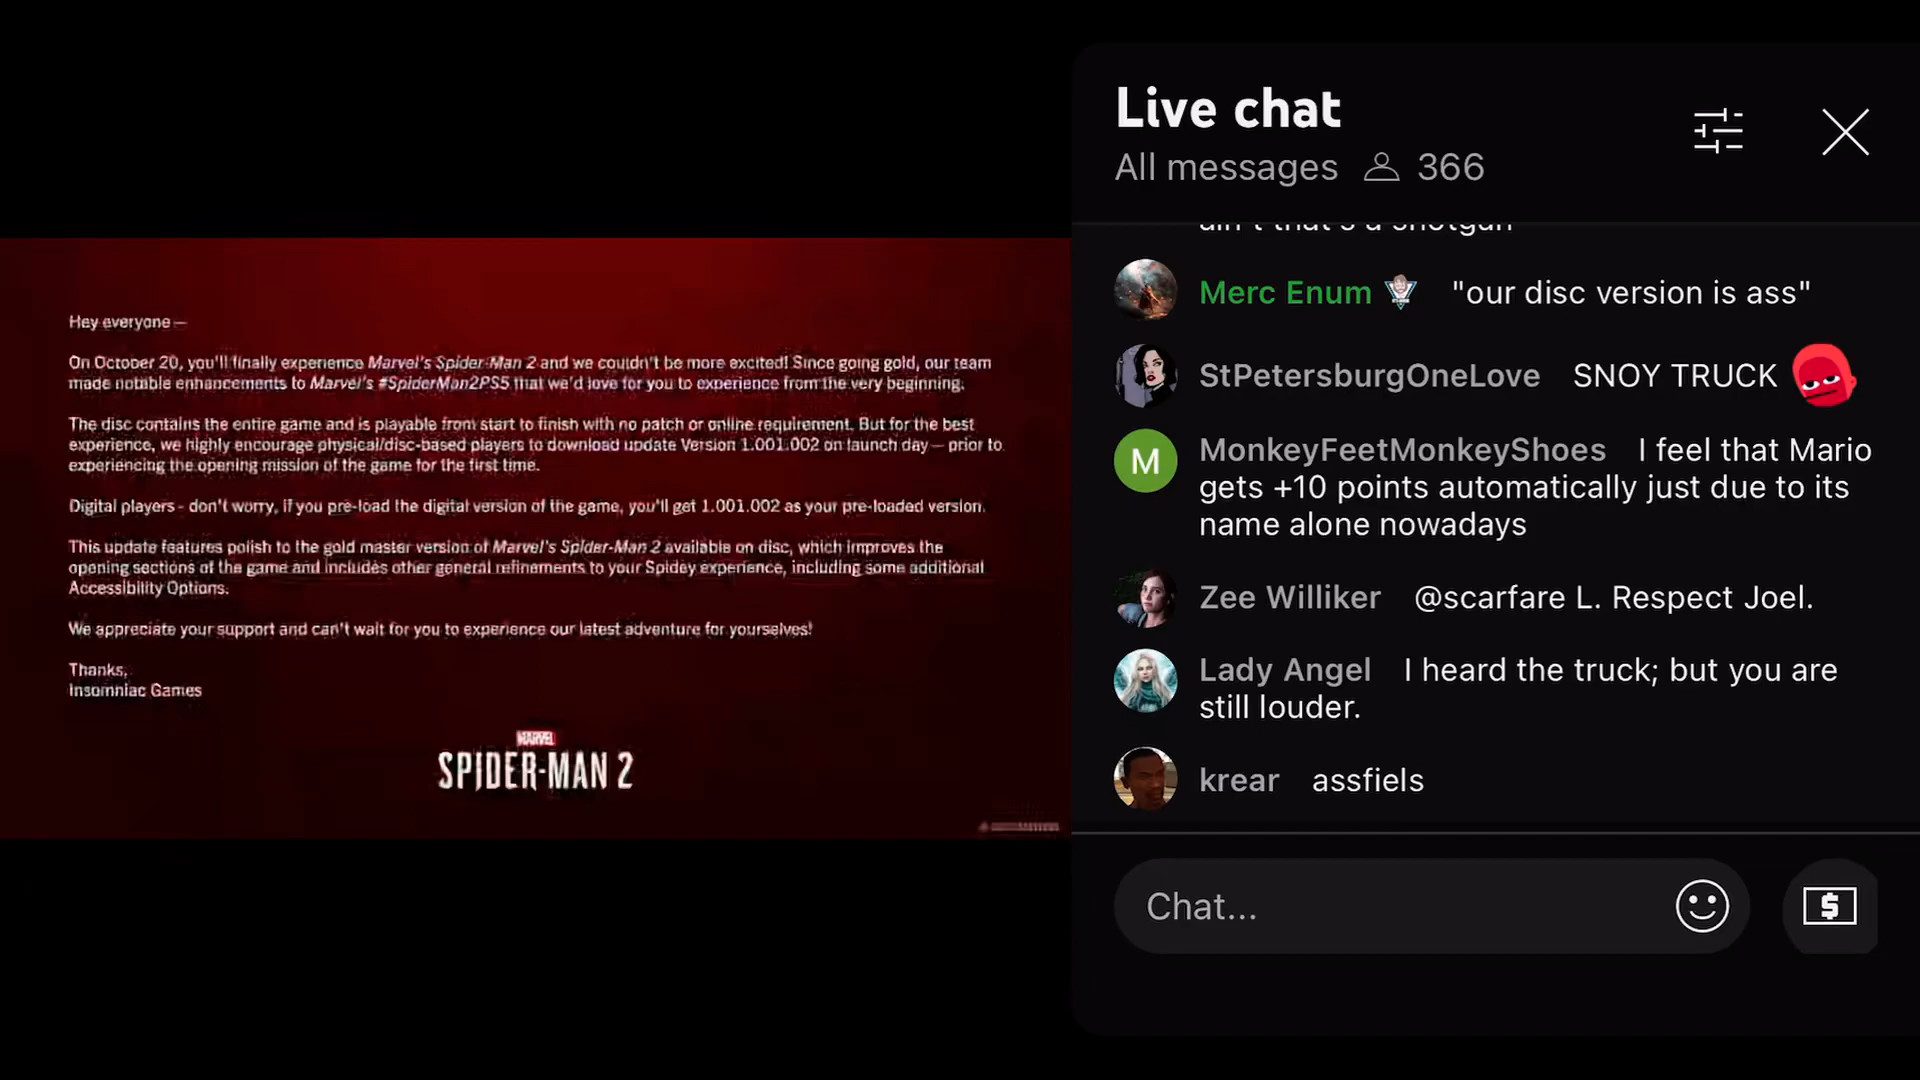 Hey everyone —
On October 20, you'll finally experience Marvel's Spider-Man 2 and we couldn't be more excited! Since going gold, our team
made notable enhancements to Marvel's #SpiderMan2PS5 that we'd love for you to experience from the very beginning.
The disc contains the entire game and is playable from start to finish with no patch or online requirement. But for the best
experience, we highly encourage physical/disc-based players to download update Version 1.001.002 on launch day — prior to
experiencing the opening mission of the game for the first time.
Digital players - don't worry, if you pre-load the digital version of the game, you'll get 1.001.002 as your pre-loaded version.
This update features polish to the gold master version of Marvel's Spider-Man 2 available on disc, which improves the
opening sections of the game and includes other general refinements to your Spidey experience, including some additional
Accessibility Options.
We appreciate your support and can't wait for you to experience our latest adventure for yourselves!
Thanks,
Insomniac Games
MARVEL
SPIDER-MAN 2
Live chat
All messages 366
ain't that's a shotgun
Merc Enum "our disc version is ass"
StPetersburgOneLove SNOY TRUCK
M MonkeyFeetMonkeyShoes I feel that Mario
gets +10 points automatically just due to its
name alone nowadays
Zee Williker @scarfare L. Respect Joel.
Lady Angel I heard the truck; but you are
still louder.
krear assfiels
Chat...
$